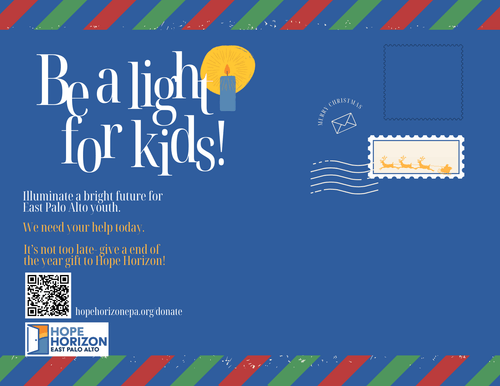 Be a light
for kids!
MERRY CHRISTMAS
Illuminate a bright future for
East Palo Alto youth.
We need your help today.
It's not too late- give a end of
the year gift to Hope Horizon!
hopehorizonepa.org/donate
HOPE
HORIZON
EAST PALO ALTO